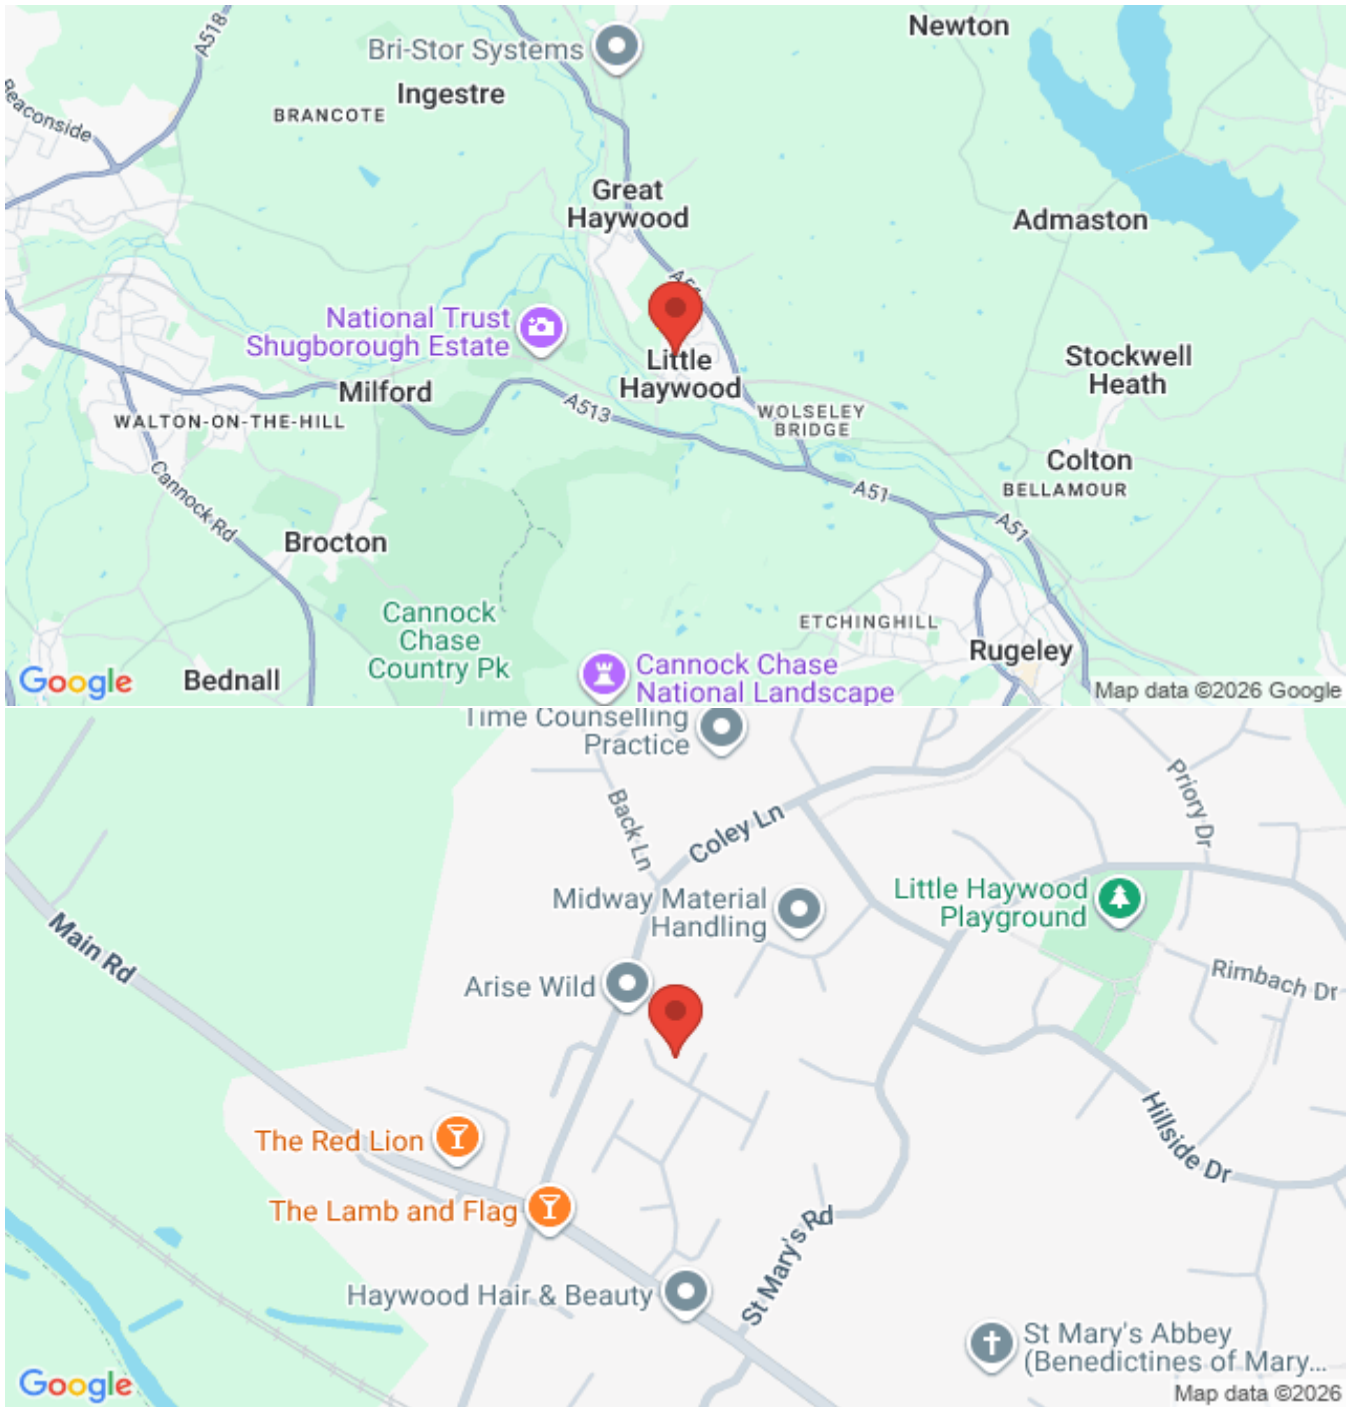 Newton
A518
Bri-Stor Systems
Ingestre
BRANCOTE
Beaconside
Great
Haywood
Admaston
A51
National Trust
Shugborough Estate
Little
Haywood
Stockwell
Heath
Milford
A513
WOLSELEY
BRIDGE
WALTON-ON-THE-HILL
Colton
BELLAMOUR
A51
Cannock Rd
A51
Brocton
Cannock
Chase
Country Pk
ETCHINGHILL
Rugeley
Cannock Chase
National Landscape
Bednall
Google
Map data ©2026 Google
Time Counselling
Practice
Priory Dr
Back Ln
Coley Ln
Midway Material
Handling
Little Haywood
Playground
Main Rd
Arise Wild
Rimbach Dr
The Red Lion
Hillside Dr
The Lamb and Flag
St Mary's Rd
Haywood Hair & Beauty
St Mary's Abbey
(Benedictines of Mary...
Google
Map data ©2026